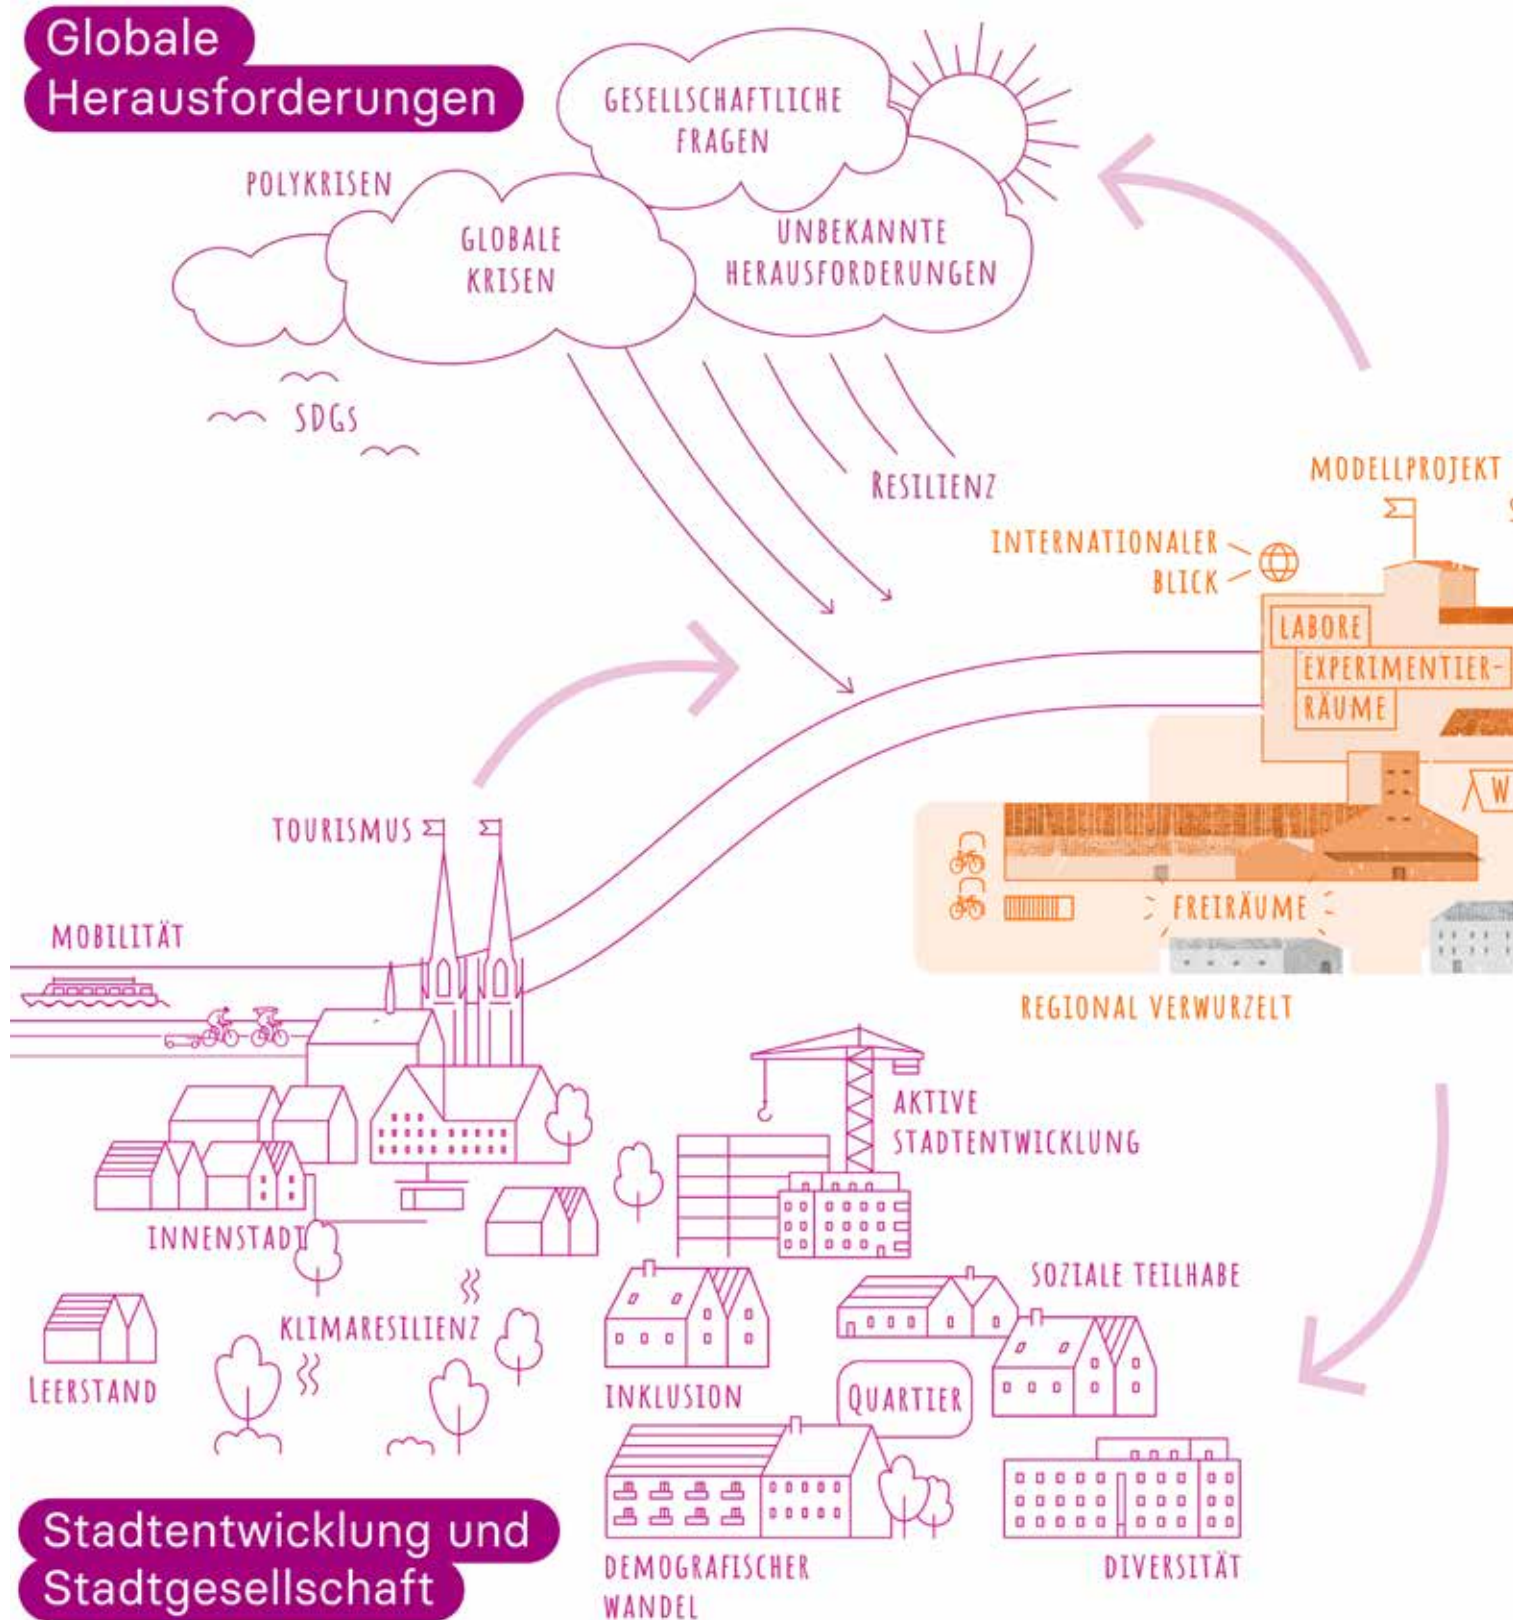 Globale
Herausforderungen
GESELLSCHAFTLICHE
FRAGEN
POLYKRISEN
GLOBALE
KRISEN
UNBEKANNTE
HERAUSFORDERUNGEN
SDGs
RESILIENZ
MODELLPROJEKT
INTERNATIONALER
BLICK
LABORE
EXPERIMENTIER-
RÄUME
W
TOURISMUS
MOBILITÄT
FREIRÄUME
REGIONAL VERWURZELT
AKTIVE
STADTENTWICKLUNG
INNENSTADT
SOZIALE TEILHABE
KLIMARESILIENZ
LEERSTAND
INKLUSION
QUARTIER
Stadtentwicklung und
Stadtgesellschaft
DEMOGRAFISCHER
WANDEL
DIVERSITÄT